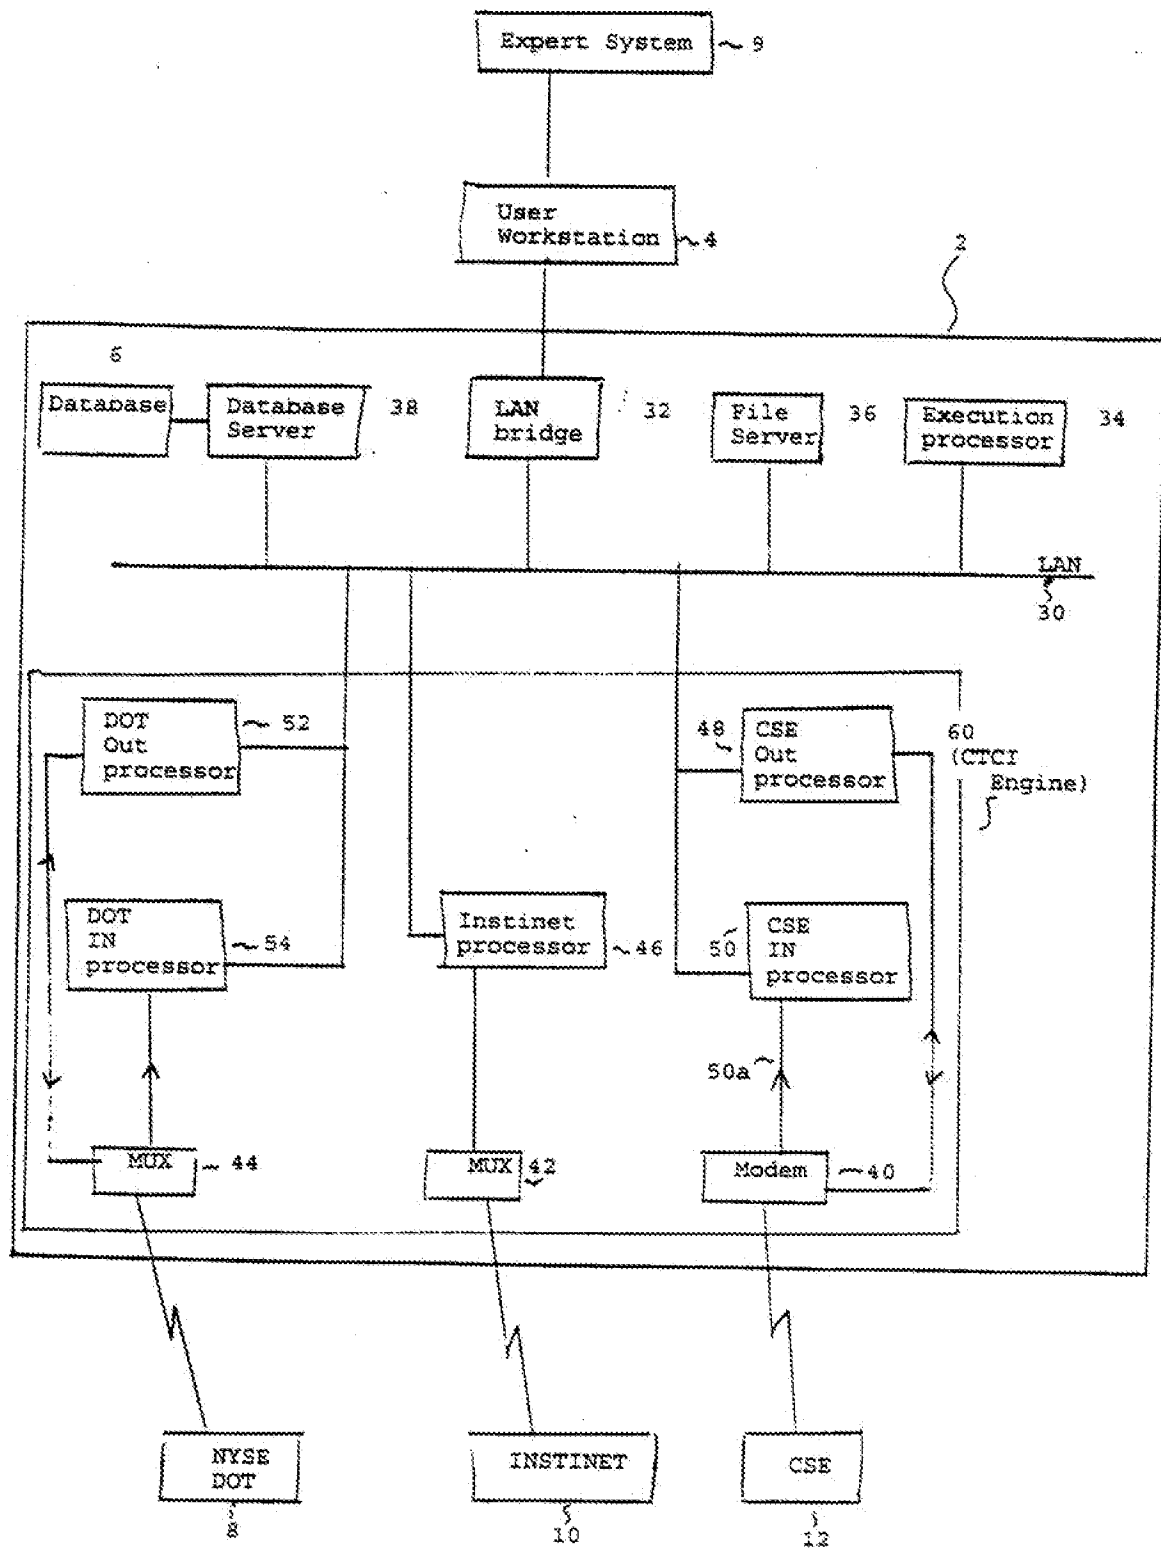 Expert System 9
User
Workstation 4
2
6
Database
Database
Server
38
LAN
bridge
32
File
Server
36
Execution
processor
34
LAN
30
DOT
Out
processor
52
48
CSE
Out
processor
60
(CTCI
Engine)
DOT
IN
processor
54
Instinet
processor
46
50
CSE
IN
processor
50a
MUX
44
MUX
42
Modem
40
NYSE
DOT
8
INSTINET
10
CSE
12